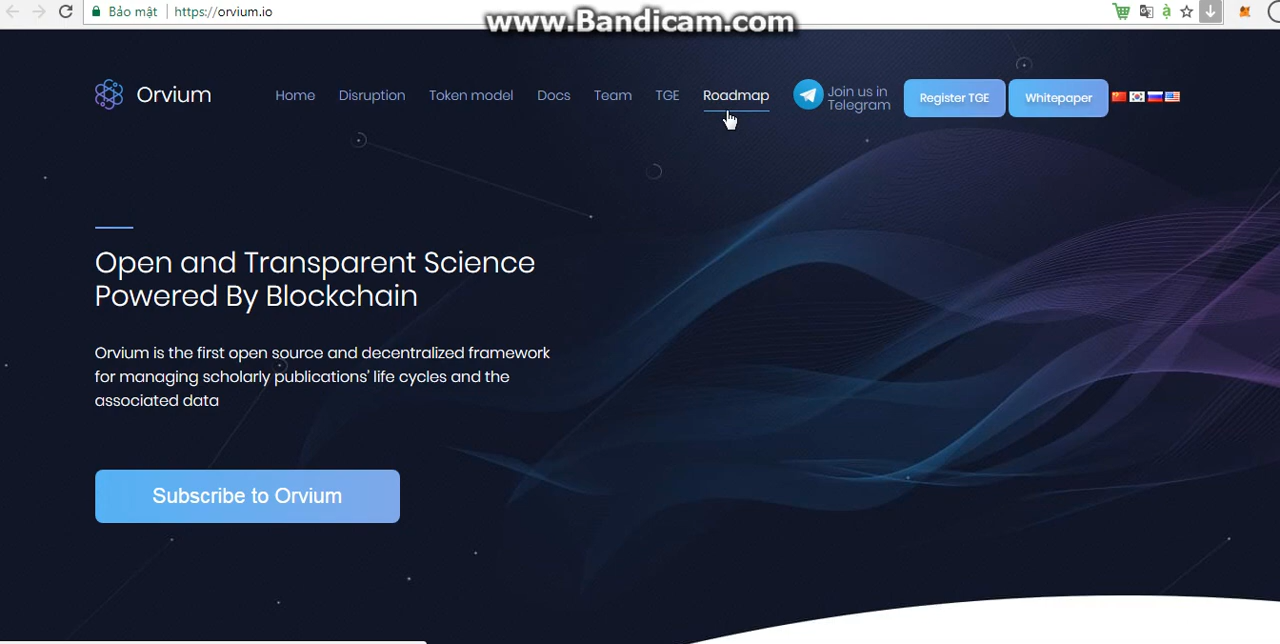 Bảo mật
https://orvium.io
www.Bandicam.com
Orvium
Home
Disruption
Token model
Docs
Team
TGE
Roadmap
Join us in
Telegram
Register TGE
Whitepaper
Open and Transparent Science
Powered By Blockchain
Orvium is the first open source and decentralized framework
for managing scholarly publications' life cycles and the
associated data
Subscribe to Orvium